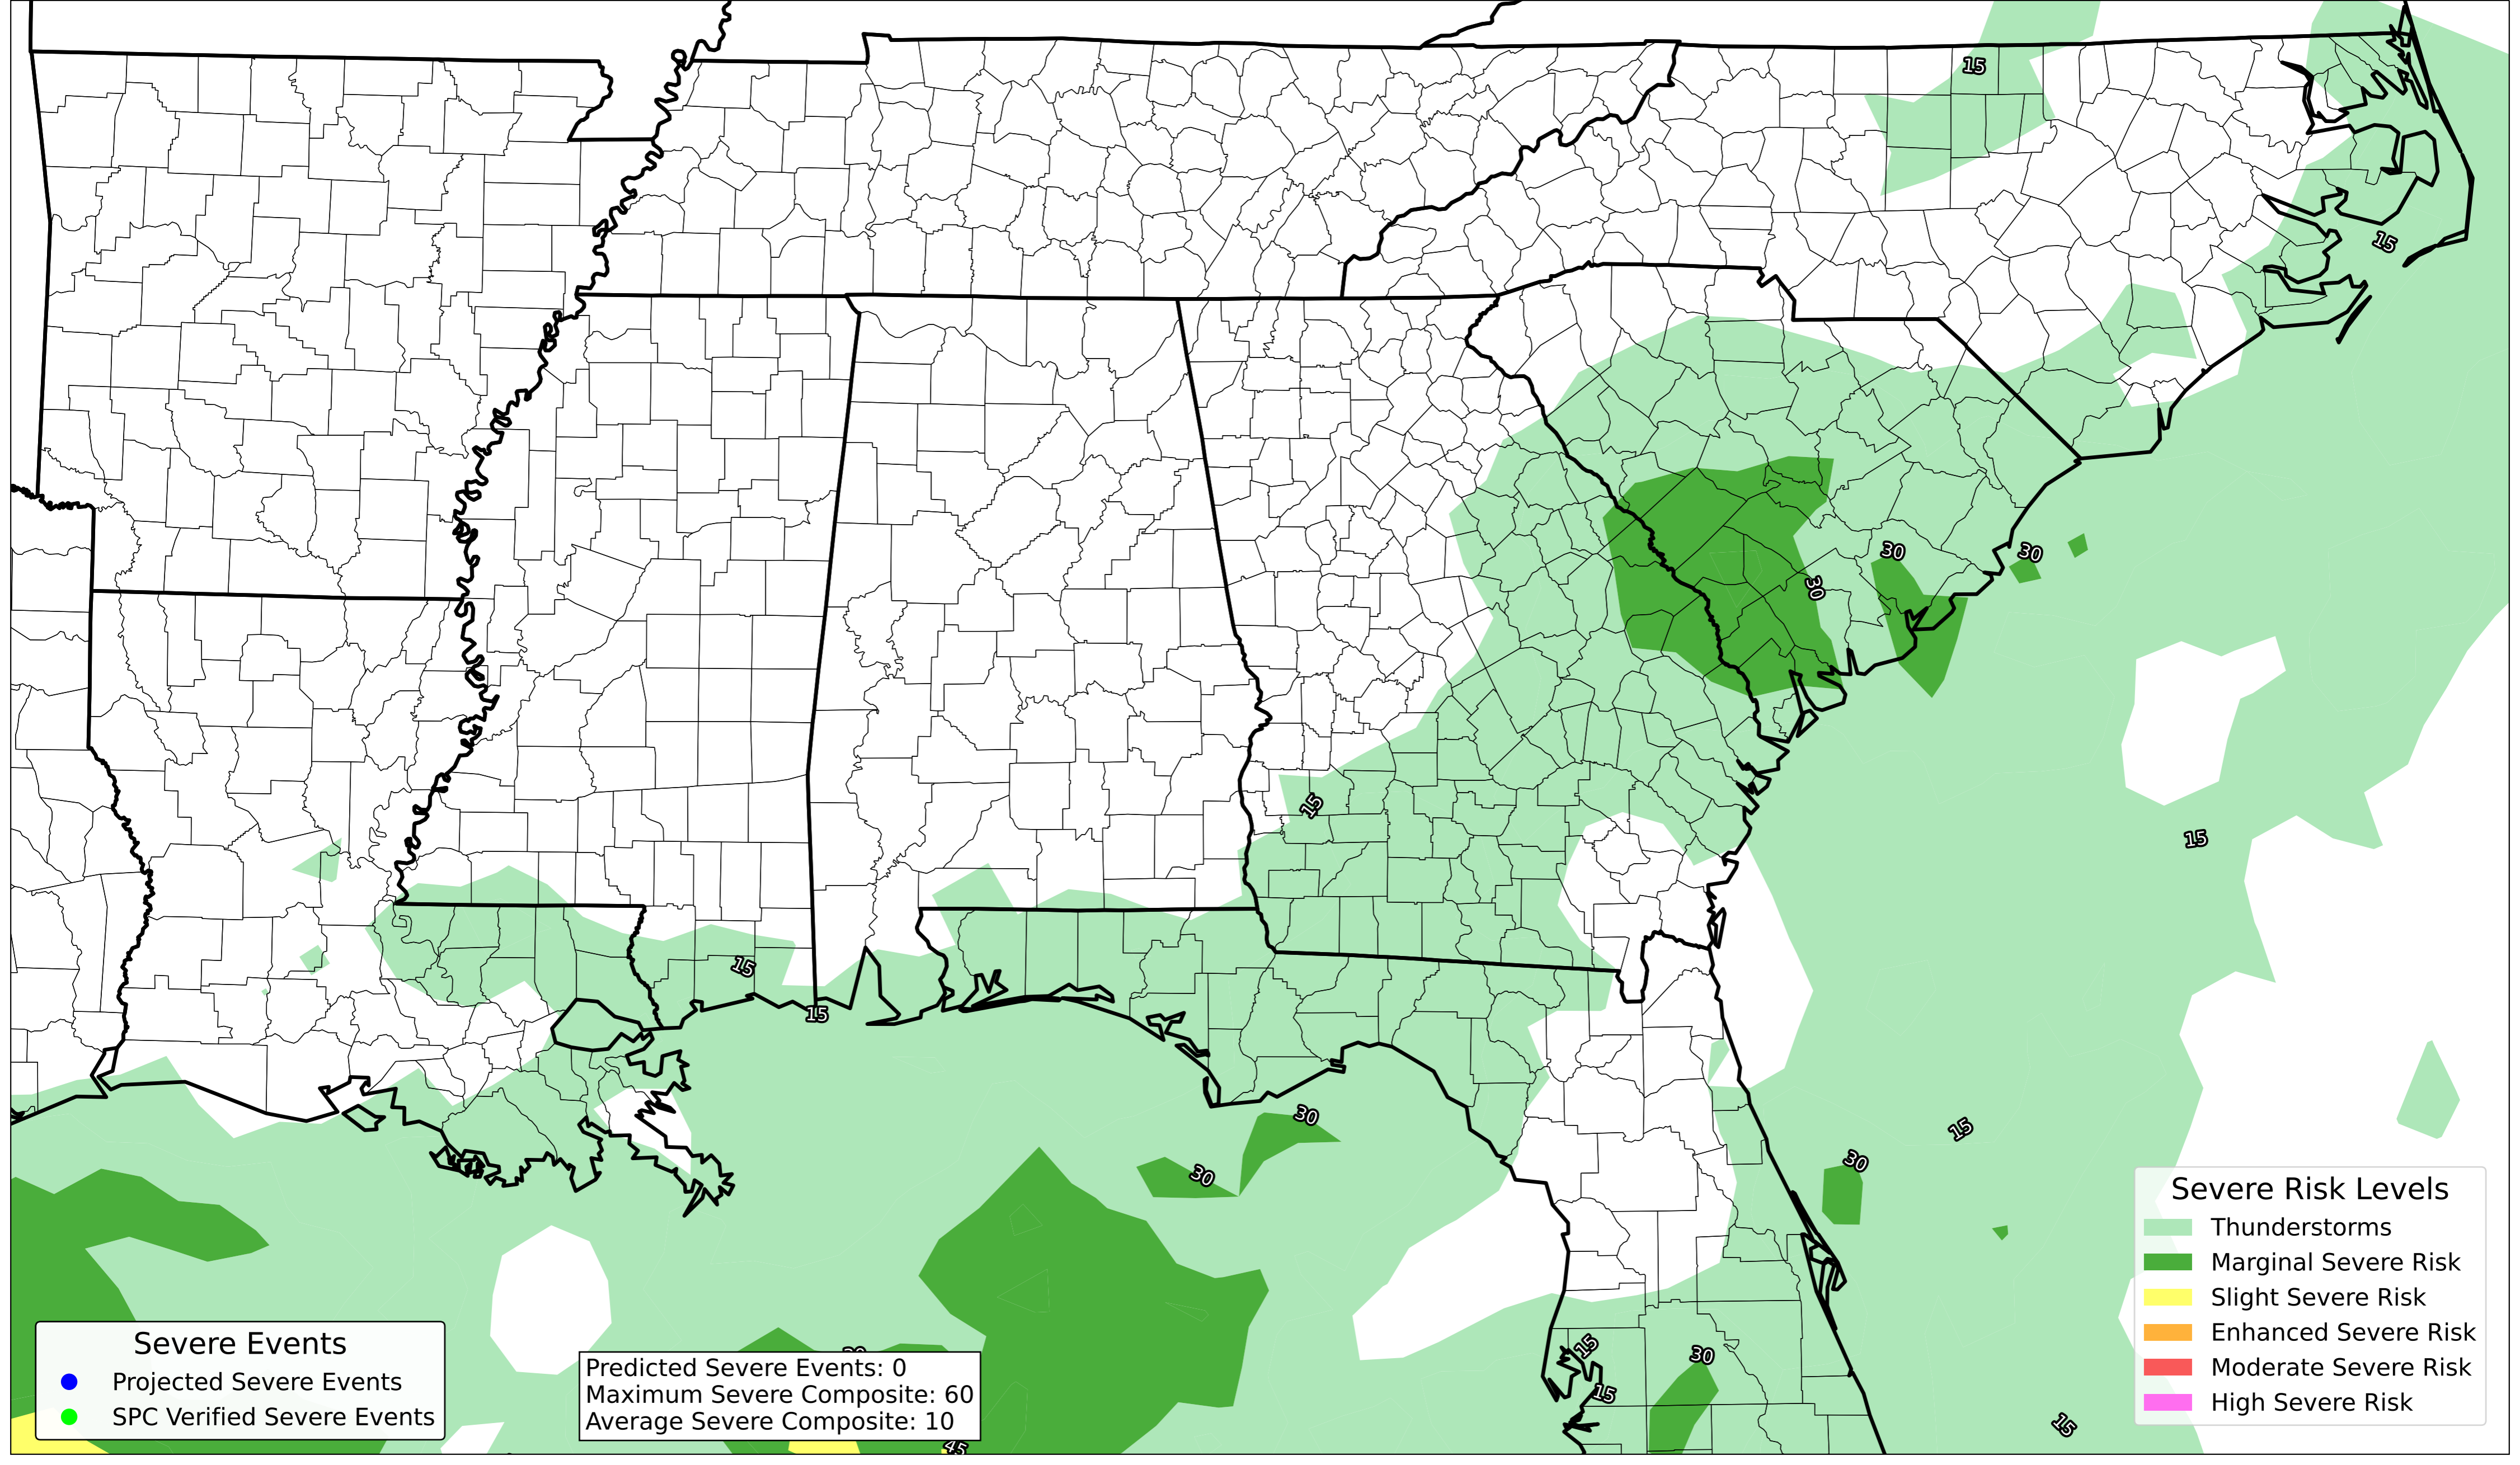 15
15
30
30
30
15
15
15
15
30
15
30
30
Severe Risk Levels
Thunderstorms
Marginal Severe Risk
Slight Severe Risk
Enhanced Severe Risk
Moderate Severe Risk
High Severe Risk
Severe Events
Projected Severe Events
SPC Verified Severe Events
Predicted Severe Events: 0
Maximum Severe Composite: 60
Average Severe Composite: 10
15
30
15
15
45